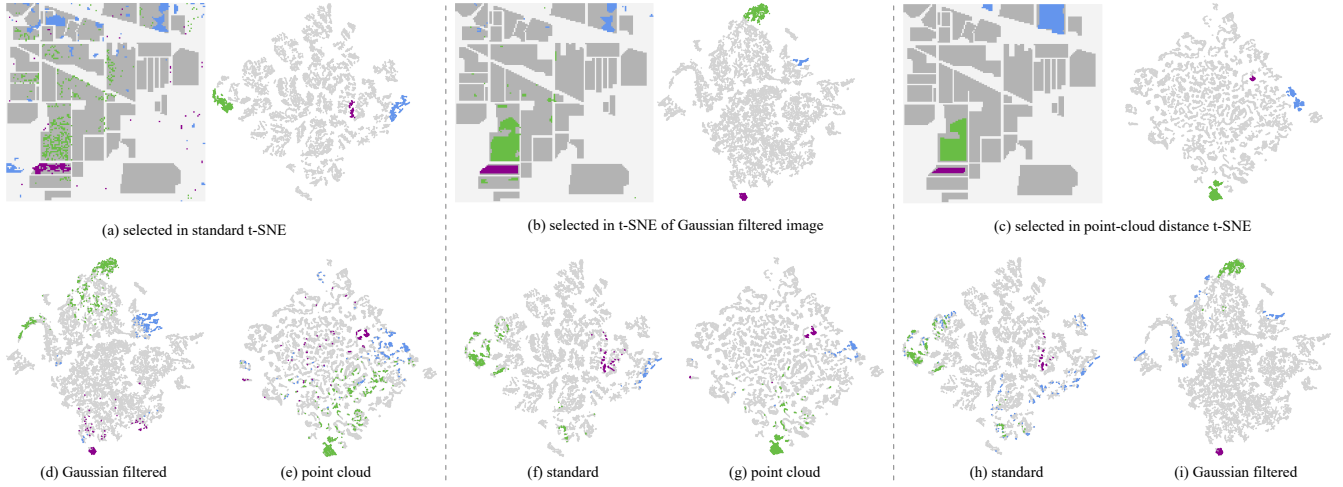 (a) selected in standard t-SNE
(b) selected in t-SNE of Gaussian filtered image
(c) selected in point-cloud distance t-SNE
(d) Gaussian filtered
(e) point cloud
(f) standard
(g) point cloud
(h) standard
(i) Gaussian filtered